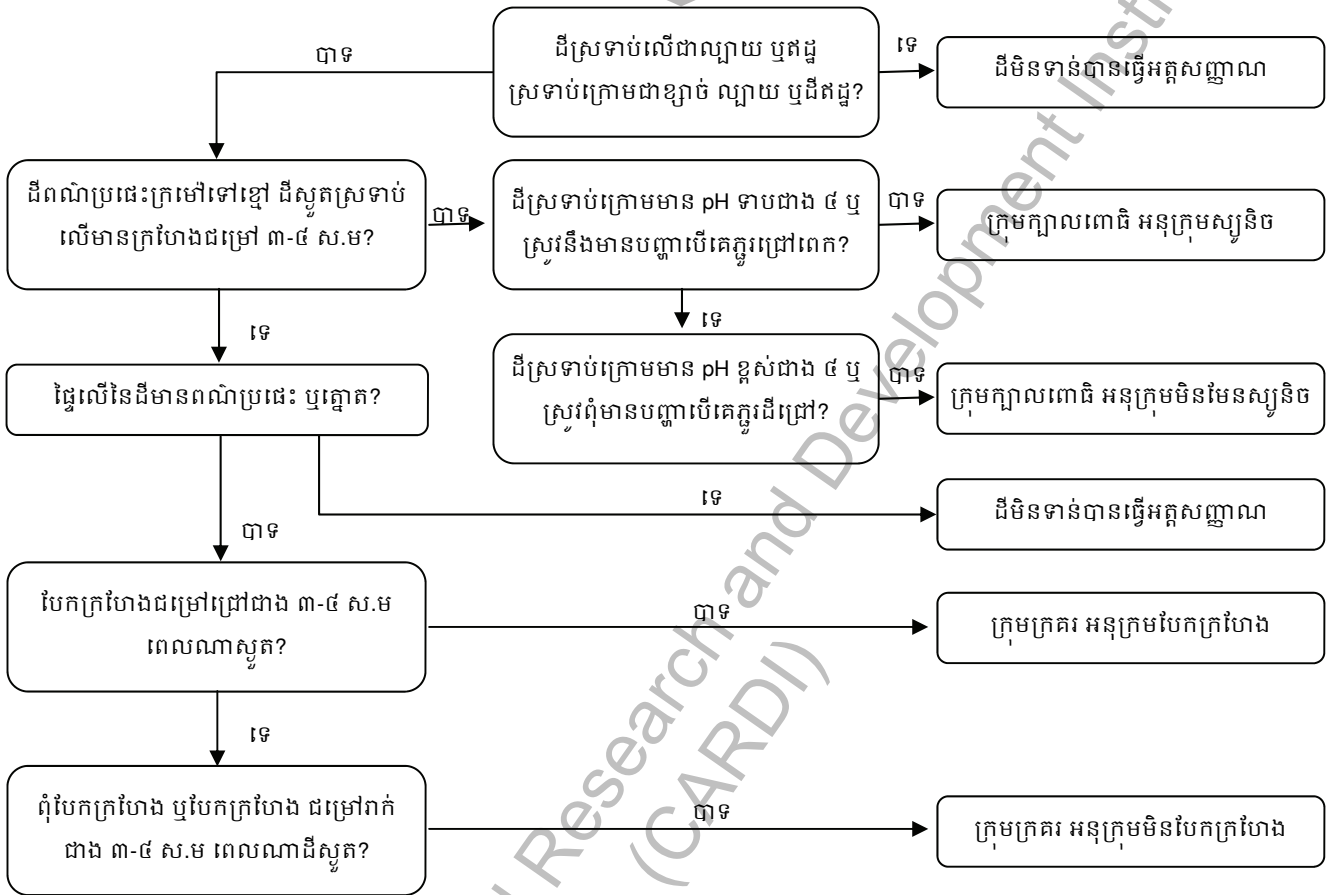 ដីស្រទាប់លើជាល្បាយ ឬឥដ្ឋ
ស្រទាប់ក្រោមជាខ្សាច់ ល្បាយ ឬដីឥដ្ឋ?
បាទ
ទេ
ដីមិនទាន់បានធ្វើអត្តសញ្ញាណ
ដីពណ៌ប្រផេះក្រមៅទៅខ្មៅ ដីស្ងួតស្រទាប់
លើមានក្រហែងជម្រៅ ៣-៤ ស.ម?
បាទ
ដីស្រទាប់ក្រោមមាន pH ទាបជាង ៤ ឬ
ស្រូវនឹងមានបញ្ហាបើគេភ្ជួរជ្រៅពេក?
បាទ
ក្រុមក្បាលពោធិ អនុក្រុមស្យូនិច
ទេ
ទេ
ដីស្រទាប់ក្រោមមាន pH ខ្ពស់ជាង ៤ ឬ
ស្រូវពុំមានបញ្ហាបើគេភ្ជួរដីជ្រៅ?
បាទ
ក្រុមក្បាលពោធិ អនុក្រុមមិនមែនស្យូនិច
ផ្ទៃលើនៃដីមានពណ៌ប្រផេះ ឬត្នោត?
ទេ
ដីមិនទាន់បានធ្វើអត្តសញ្ញាណ
បាទ
បែកក្រហែងជម្រៅជ្រៅជាង ៣-៤ ស.ម
ពេលណាស្ងួត?
បាទ
ក្រុមក្រគរ អនុក្រមបែកក្រហែង
ទេ
ពុំបែកក្រហែង ឬបែកក្រហែង ជម្រៅរាក់
ជាង ៣-៤ ស.ម ពេលណាដីស្ងួត?
បាទ
ក្រុមក្រគរ អនុក្រុមមិនបែកក្រហែង
Research and Development
(CARDI)